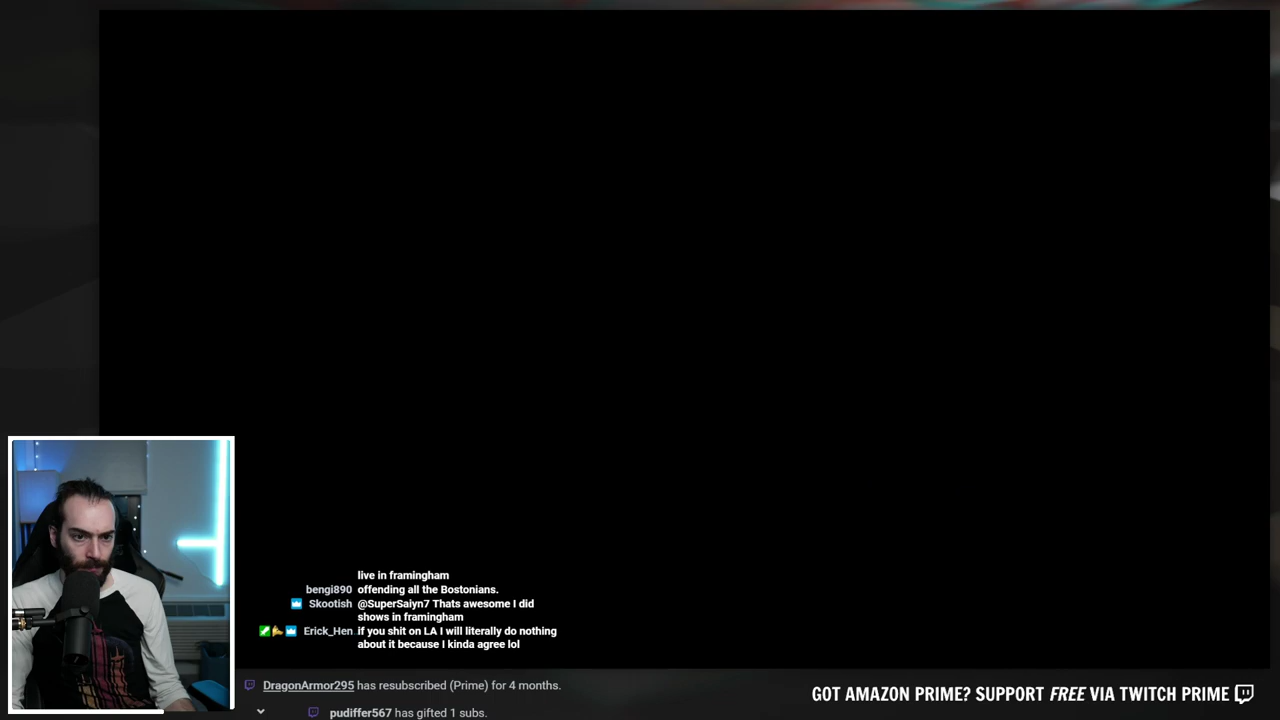 live in framingham
bengi890 offending all the Bostonians.
Skootish @SuperSaiyn7 Thats awesome I did
shows in framingham
Erick_Hen if you shit on LA I will literally do nothing
about it because I kinda agree lol
DragonArmor295 has resubscribed (Prime) for 4 months.
pudiffer567 has gifted 1 subs.
GOT AMAZON PRIME? SUPPORT FREE VIA TWITCH PRIME